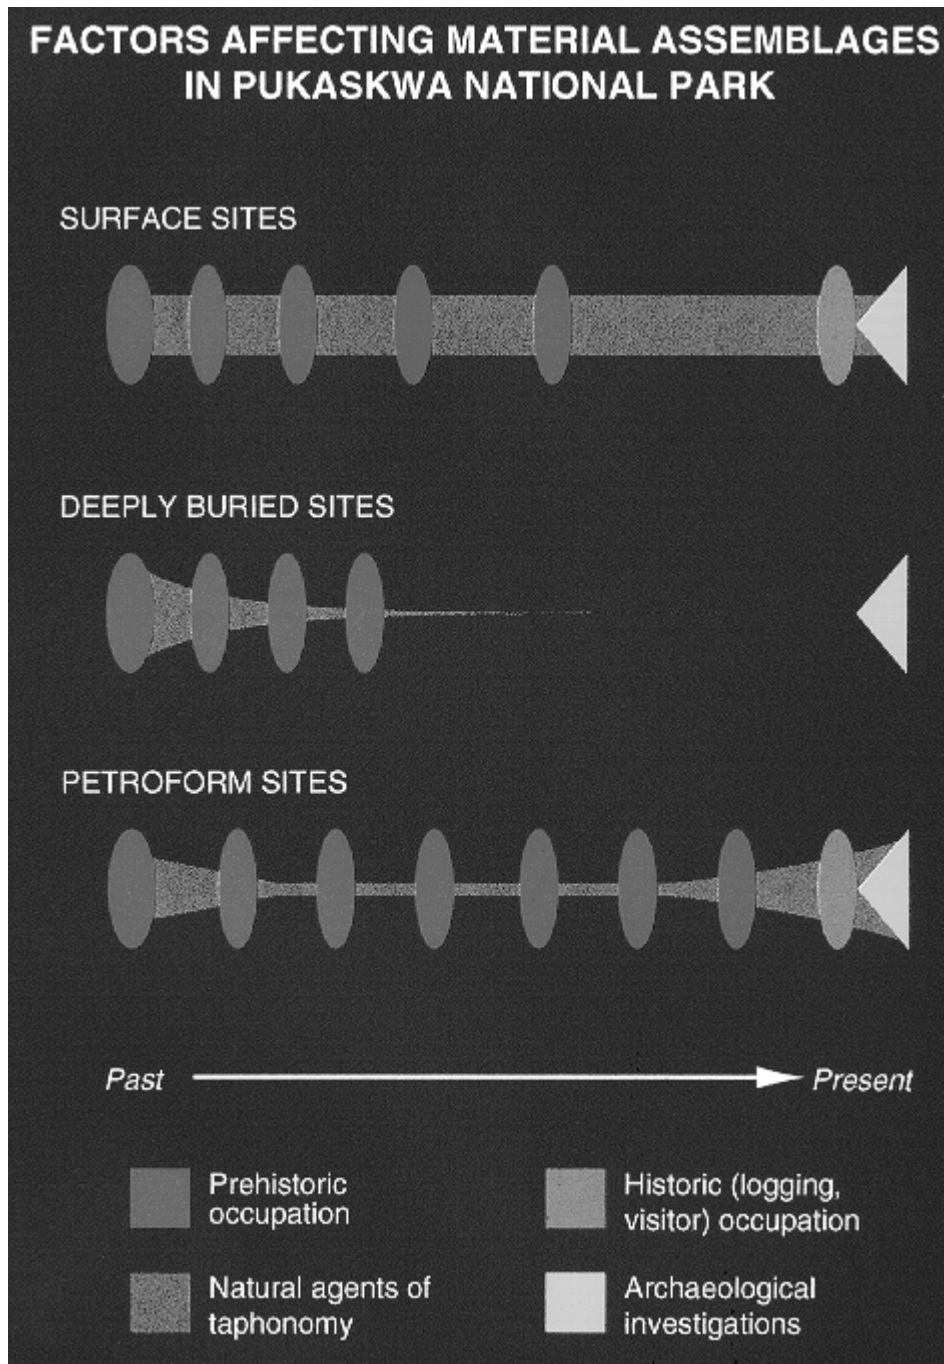 FACTORS AFFECTING MATERIAL ASSEMBLAGES
IN PUKASKWA NATIONAL PARK
SURFACE SITES
DEEPLY BURIED SITES
PETROFORM SITES
Past
Present
Prehistoric
occupation
Historic (logging,
visitor) occupation
Natural agents of
taphonomy
Archaeological
investigations